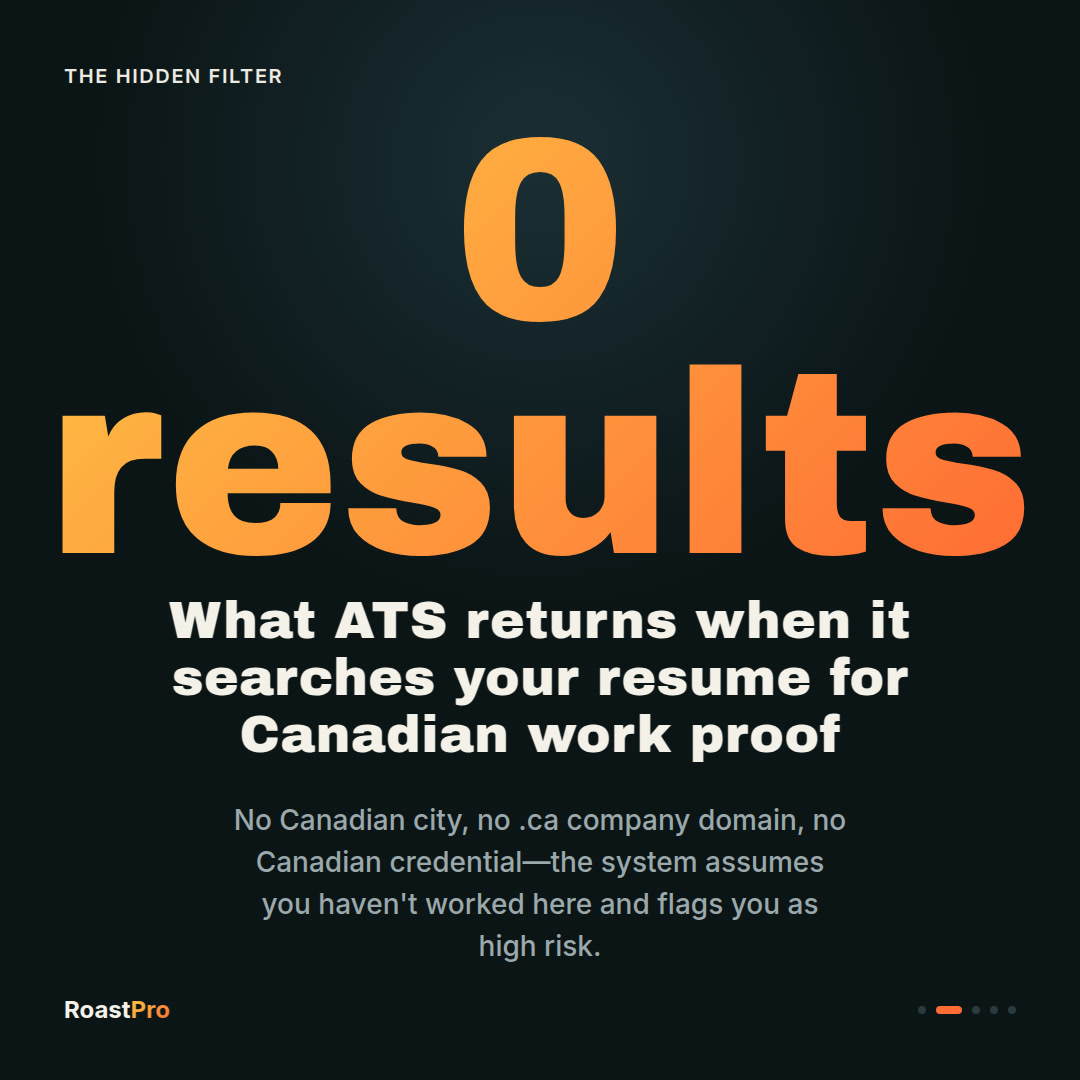 THE HIDDEN FILTER
0
results
What ATS returns when it
searches your resume for
Canadian work proof
No Canadian city, no .ca company domain, no
Canadian credential—the system assumes
you haven't worked here and flags you as
high risk.
RoastPro